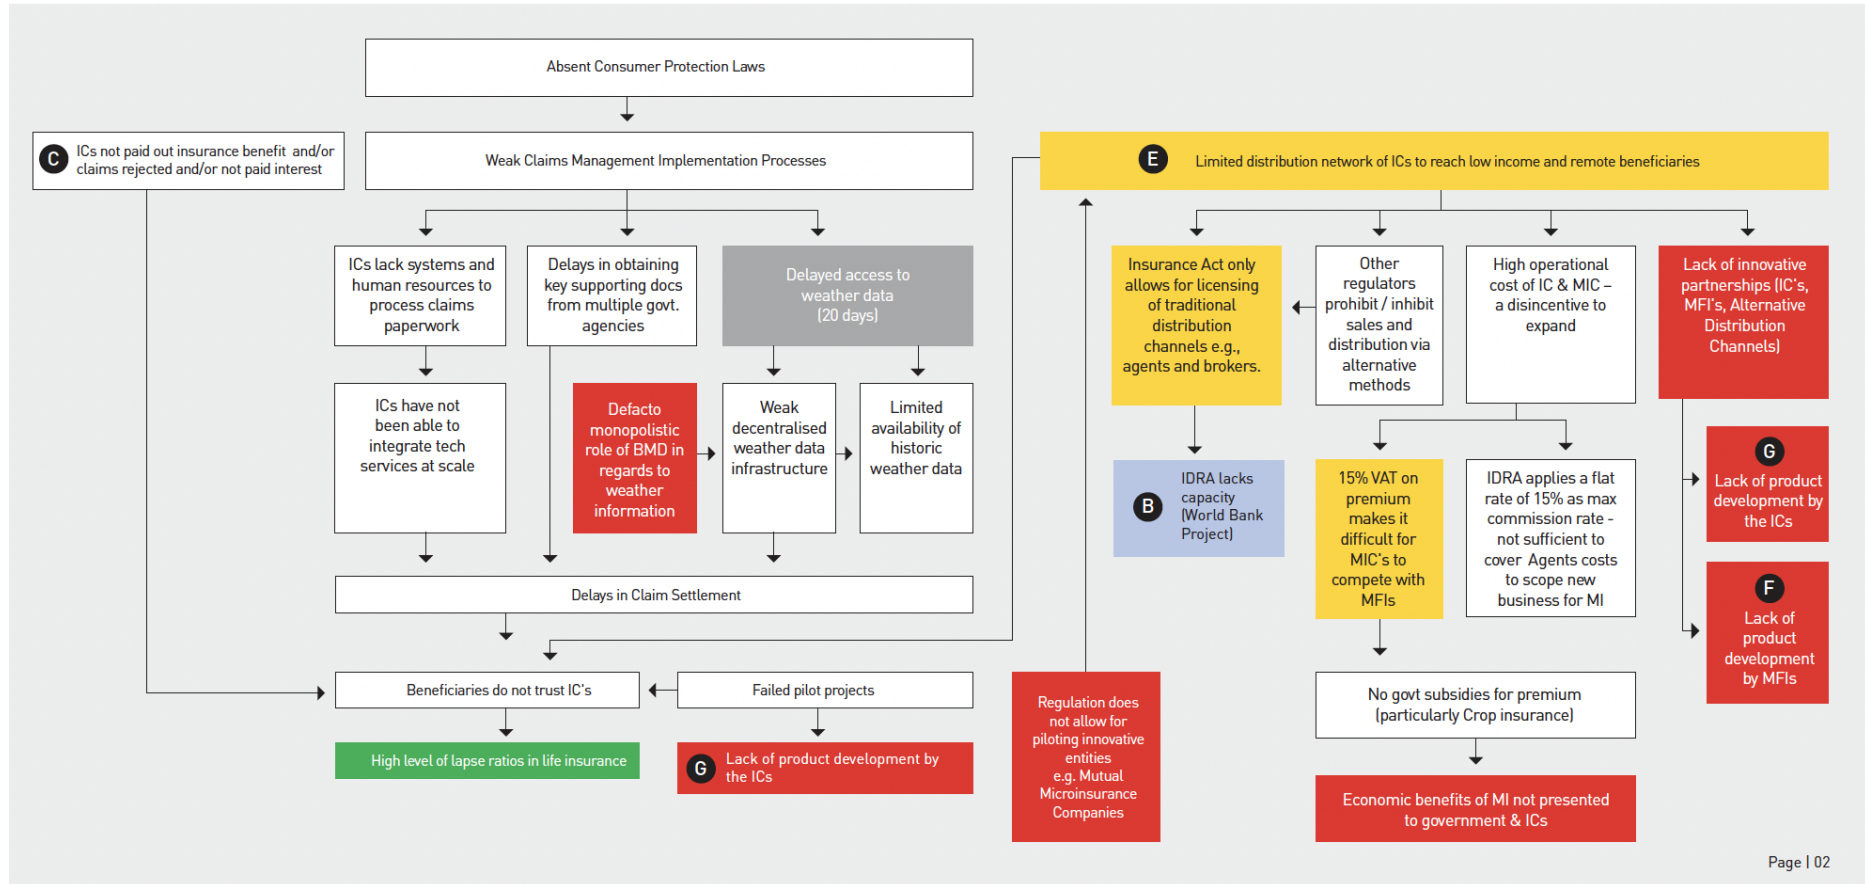 Absent Consumer Protection Laws
C
ICs not paid out insurance benefit and/or
claims rejected and/or not paid interest
Weak Claims Management Implementation Processes
E
Limited distribution network of ICs to reach low income and remote beneficiaries
ICs lack systems and
human resources to
process claims
paperwork
Delays in obtaining
key supporting docs
from multiple govt.
agencies
Delayed access to
weather data
(20 days)
Insurance Act only
allows for licensing
of traditional
distribution
channels e.g.,
agents and brokers.
Other
regulators
prohibit / inhibit
sales and
distribution via
alternative
methods
High operational
cost of IC & MIC –
a disincentive to
expand
Lack of innovative
partnerships (IC's,
MFI's, Alternative
Distribution
Channels)
ICs have not
been able to
integrate tech
services at scale
Defacto
monopolistic
role of BMD in
regards to
weather
information
Weak
decentralised
weather data
infrastructure
Limited
availability of
historic
weather data
B
IDRA lacks
capacity
(World Bank
Project)
15% VAT on
premium
makes it
difficult for
MIC's to
compete with
MFIs
IDRA applies a flat
rate of 15% as max
commission rate -
not sufficient to
cover Agents costs
to scope new
business for MI
G
Lack of product
development by
the ICs
F
Lack of
product
development
by MFIs
Delays in Claim Settlement
Beneficiaries do not trust IC's
Failed pilot projects
Regulation does
not allow for
piloting innovative
entities
e.g. Mutual
Microinsurance
Companies
No govt subsidies for premium
(particularly Crop insurance)
High level of lapse ratios in life insurance
G
Lack of product development by
the ICs
Economic benefits of MI not presented
to government & ICs
Page | 02